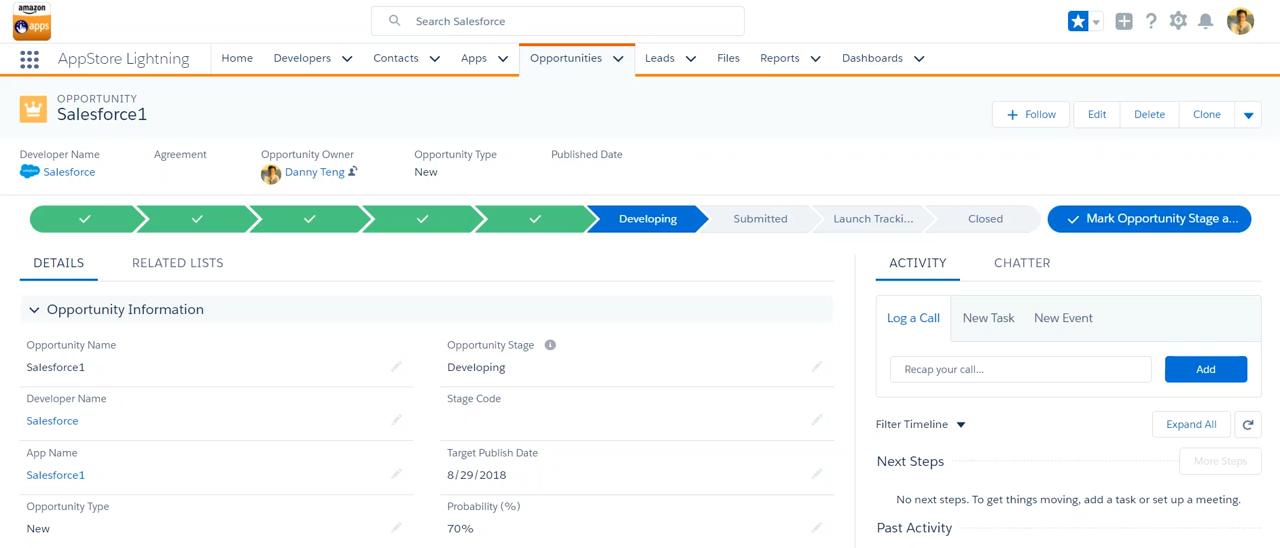 amazon
apps
Search Salesforce
AppStore Lightning
Home
Developers
Contacts
Apps
Opportunities
Leads
Files
Reports
Dashboards
OPPORTUNITY
Salesforce1
+ Follow
Edit
Delete
Clone
Developer Name
Agreement
Opportunity Owner
Opportunity Type
Published Date
Salesforce
Danny Teng
New
Developing
Submitted
Launch Tracki...
Closed
Mark Opportunity Stage a...
DETAILS
RELATED LISTS
Opportunity Information
Opportunity Name
Salesforce1
Opportunity Stage
Developing
Developer Name
Salesforce
Stage Code
App Name
Salesforce1
Target Publish Date
8/29/2018
Opportunity Type
New
Probability (%)
70%
ACTIVITY
CHATTER
Log a Call
New Task
New Event
Recap your call...
Add
Filter Timeline
Expand All
Next Steps
More Steps
No next steps. To get things moving, add a task or set up a meeting.
Past Activity